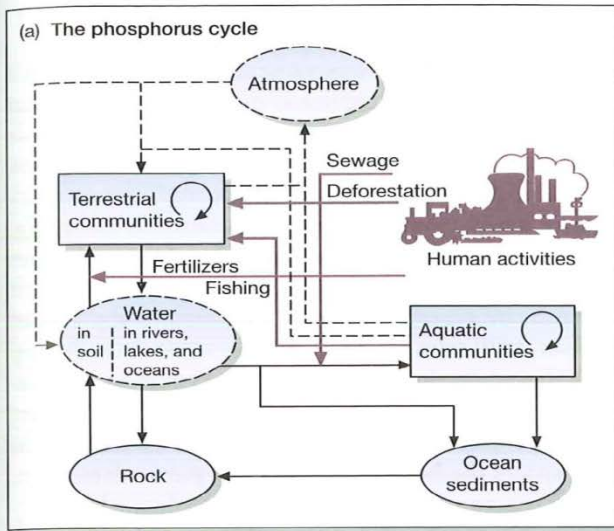 (a) The phosphorus cycle
Atmosphere
Sewage
Deforestation
Terrestrial
communities
Human activities
Fertilizers
Fishing
Water
in
soil
in rivers,
lakes, and
oceans
Aquatic
communities
Rock
Ocean
sediments